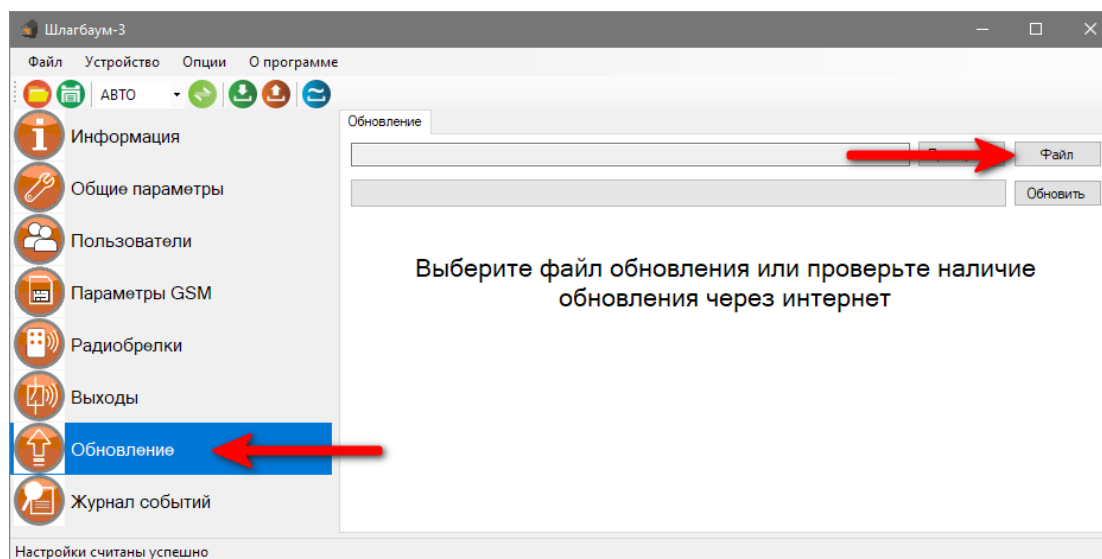 Шлагбаум-3
Файл Устройство Опции О программе
АВТО
Информация
Общие параметры
Пользователи
Параметры GSM
Радиобрелки
Выходы
Обновление
Журнал событий
Обновление
Файл
Обновить
Выберите файл обновления или проверьте наличие
обновления через интернет
Настройки считаны успешно